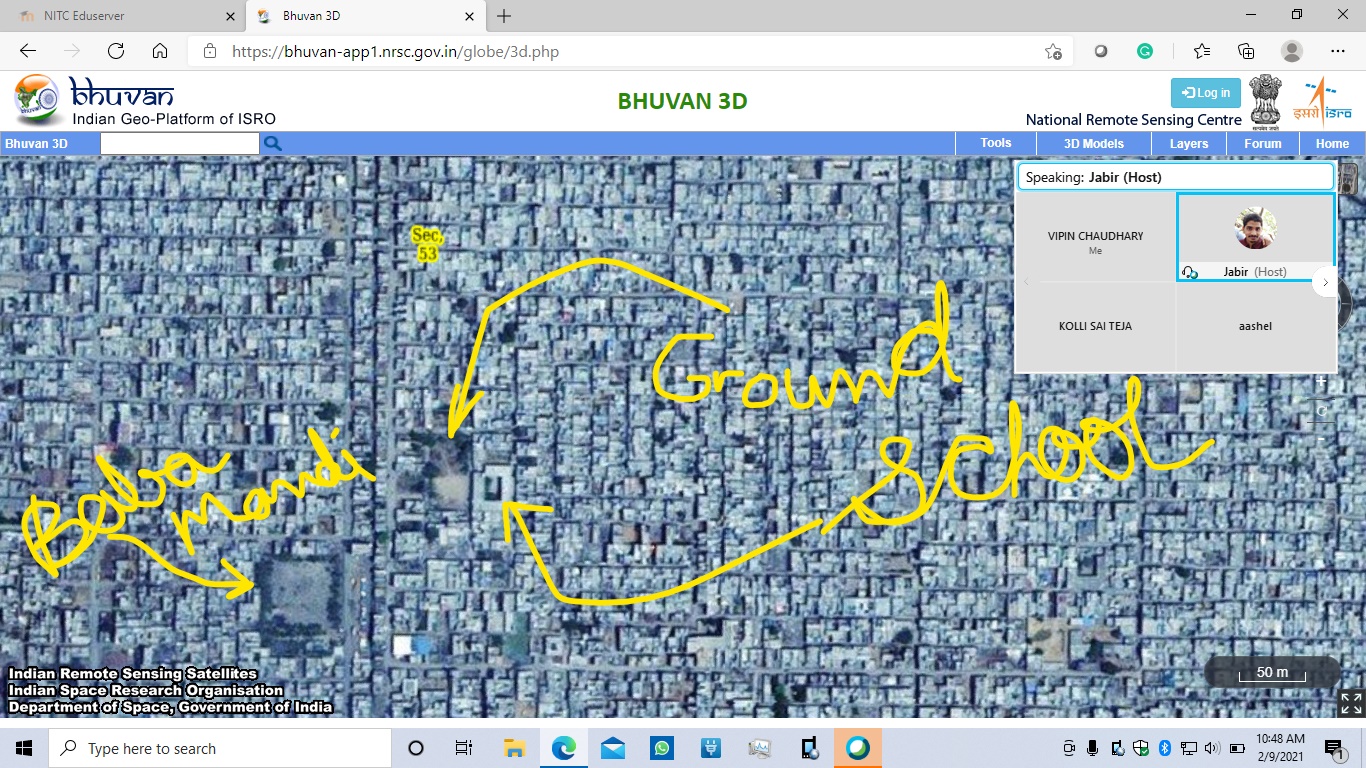 NITC Eduserver
Bhuvan 3D
https://bhuvan-app1.nrsc.gov.in/globe/3d.php
bhuvan
Indian Geo-Platform of ISRO
BHUVAN 3D
Log in
National Remote Sensing Centre
सत्यमेव जयते
इसरो isro
Bhuvan 3D
Tools
3D Models
Layers
Forum
Home
Speaking: Jabir (Host)
VIPIN CHAUDHARY
Me
Jabir (Host)
KOLLI SAI TEJA
aashel
Sec,
53
Ground
School
Baba
mandi
Indian Remote Sensing Satellites
Indian Space Research Organisation
Department of Space, Government of India
50 m
Type here to search
10:48 AM
2/9/2021
1